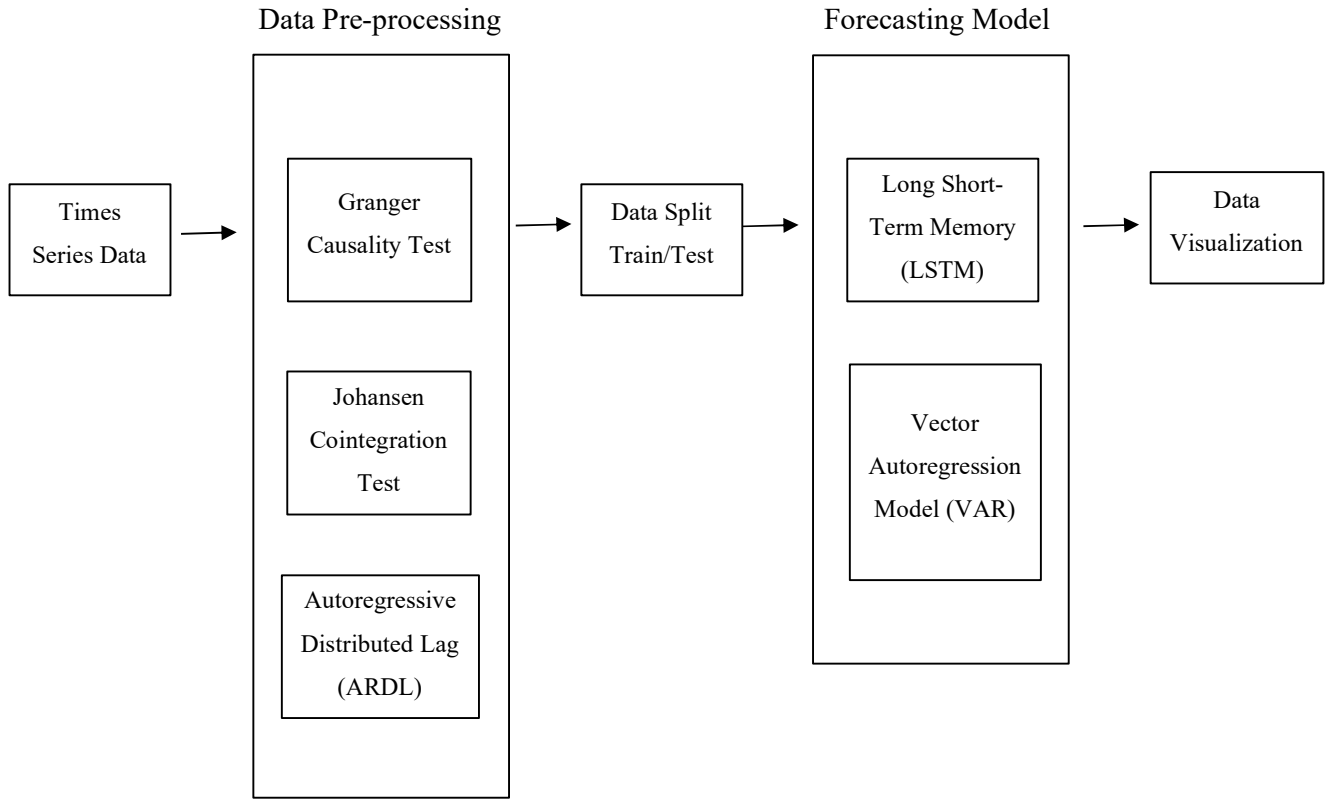 Data Pre-processing
Forecasting Model
Times
Series Data
Granger
Causality Test
Johansen
Cointegration
Test
Autoregressive
Distributed Lag
(ARDL)
Data Split
Train/Test
Long Short-
Term Memory
(LSTM)
Vector
Autoregression
Model (VAR)
Data
Visualization